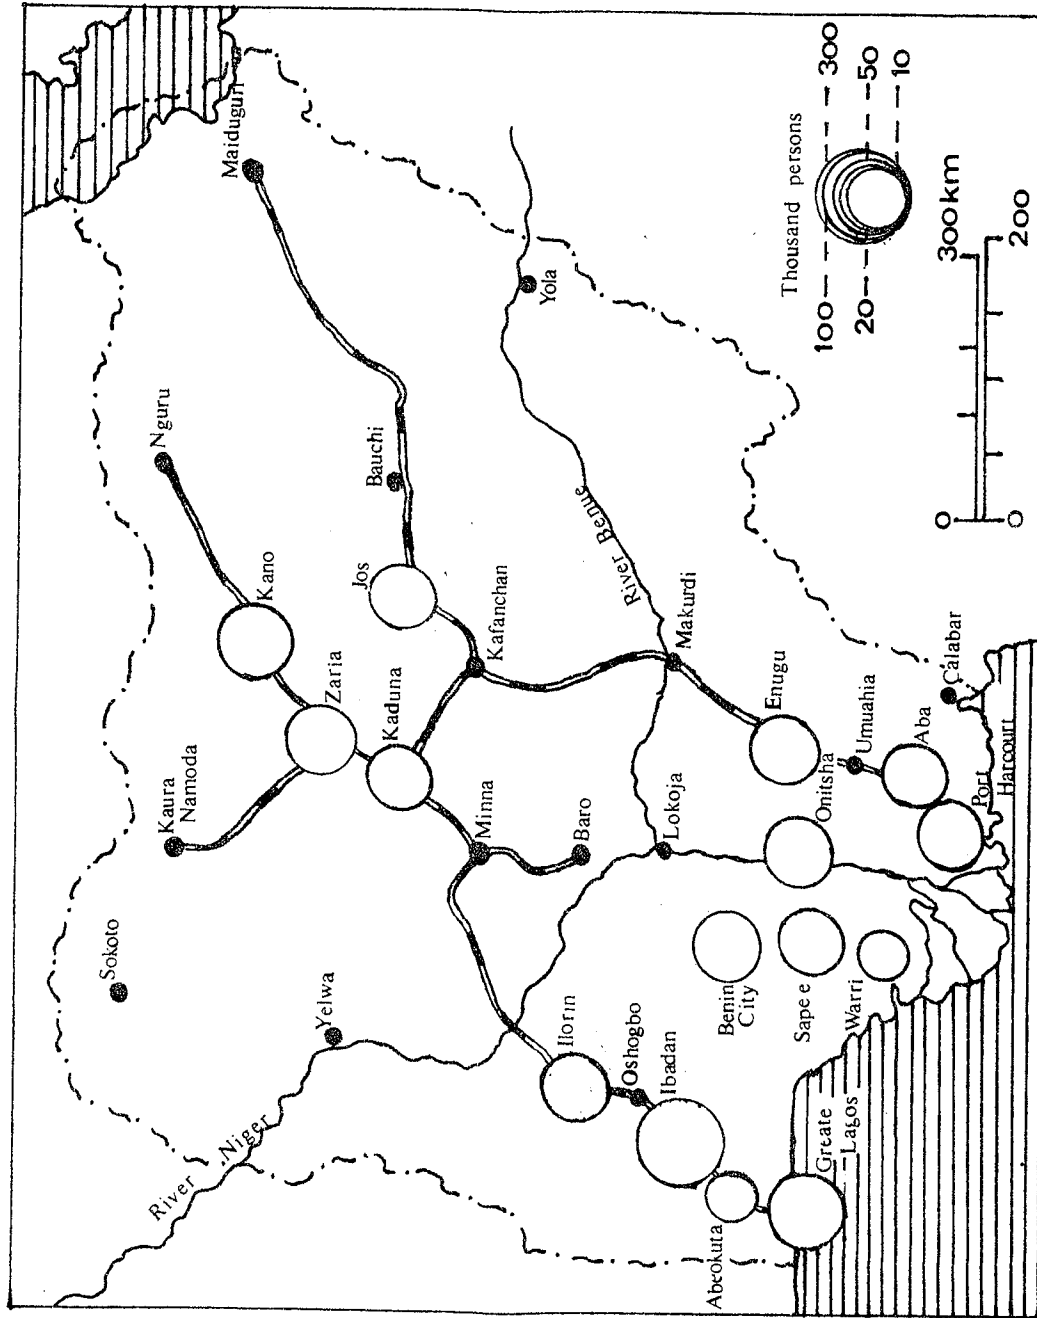 Maiduguri
Nguru
Kano
Kaura
Namoda
Sokoto
Zaria
Jos
Bauchi
Yelwa
Kaduna
Kafanchan
Minna
Baro
Yola
River Niger
River Benue
Ilorin
Oshogbo
Ibadan
Abeokuta
Greate
Lagos
Benin
City
Sapee
Warri
Lokoja
Makurdi
Onitsha
Enugu
Umuahia
Aba
Port
Harcourt
Calabar
Thousand persons
100 300
20 50
10
0 300km
0 200